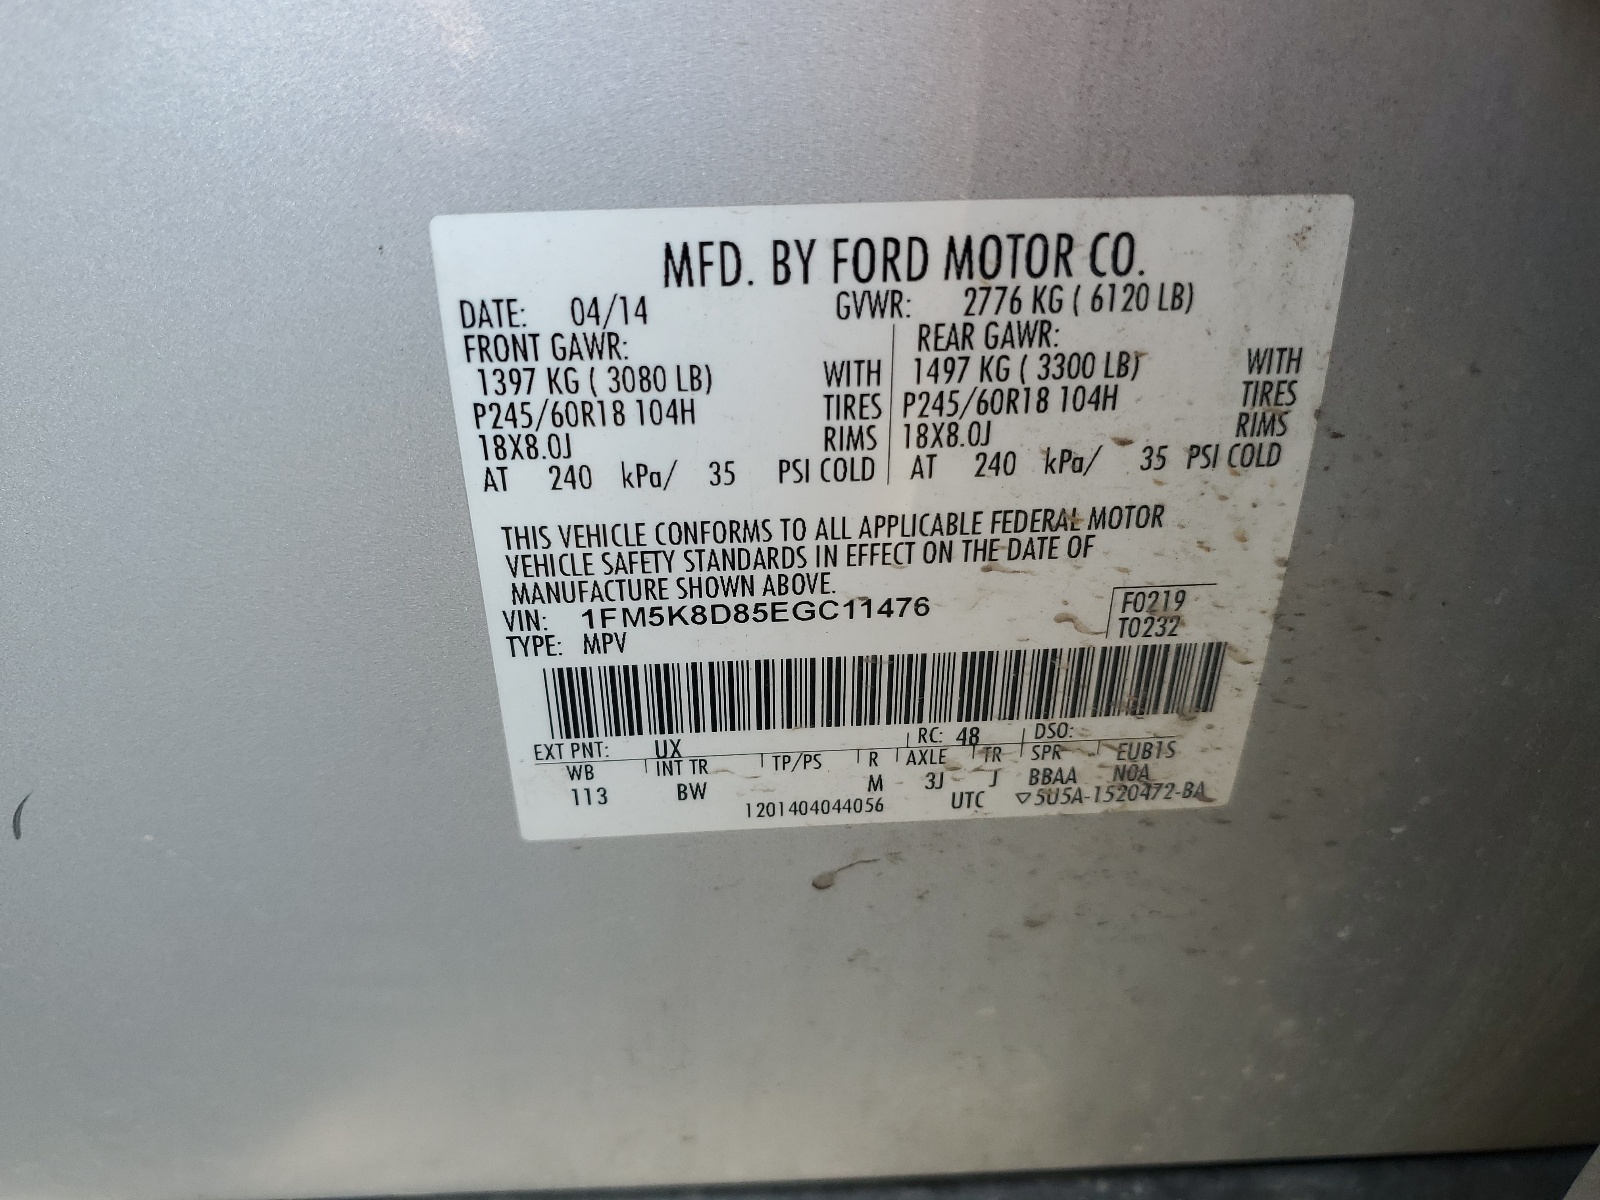 MFD. BY FORD MOTOR CO.
DATE: 04/14 GVWR: 2776 KG ( 6120 LB)
FRONT GAWR: REAR GAWR:
1397 KG ( 3080 LB) WITH 1497 KG ( 3300 LB) WITH
P245/60R18 104H TIRES P245/60R18 104H TIRES
18X8.0J RIMS 18X8.0J RIMS
AT 240 kPa/ 35 PSI COLD AT 240 kPa/ 35 PSI COLD
THIS VEHICLE CONFORMS TO ALL APPLICABLE FEDERAL MOTOR
VEHICLE SAFETY STANDARDS IN EFFECT ON THE DATE OF
MANUFACTURE SHOWN ABOVE.
VIN: 1FM5K8D85EGC11476 F0219
TYPE: MPV T0232
EXT PNT: UX RC: 48 DSO:
WB INT TR TP/PS R AXLE TR SPR EUB1S
113 BW M 3J J BBAA NOA
1201404044056 UTC ▽5U5A-1520472-BA